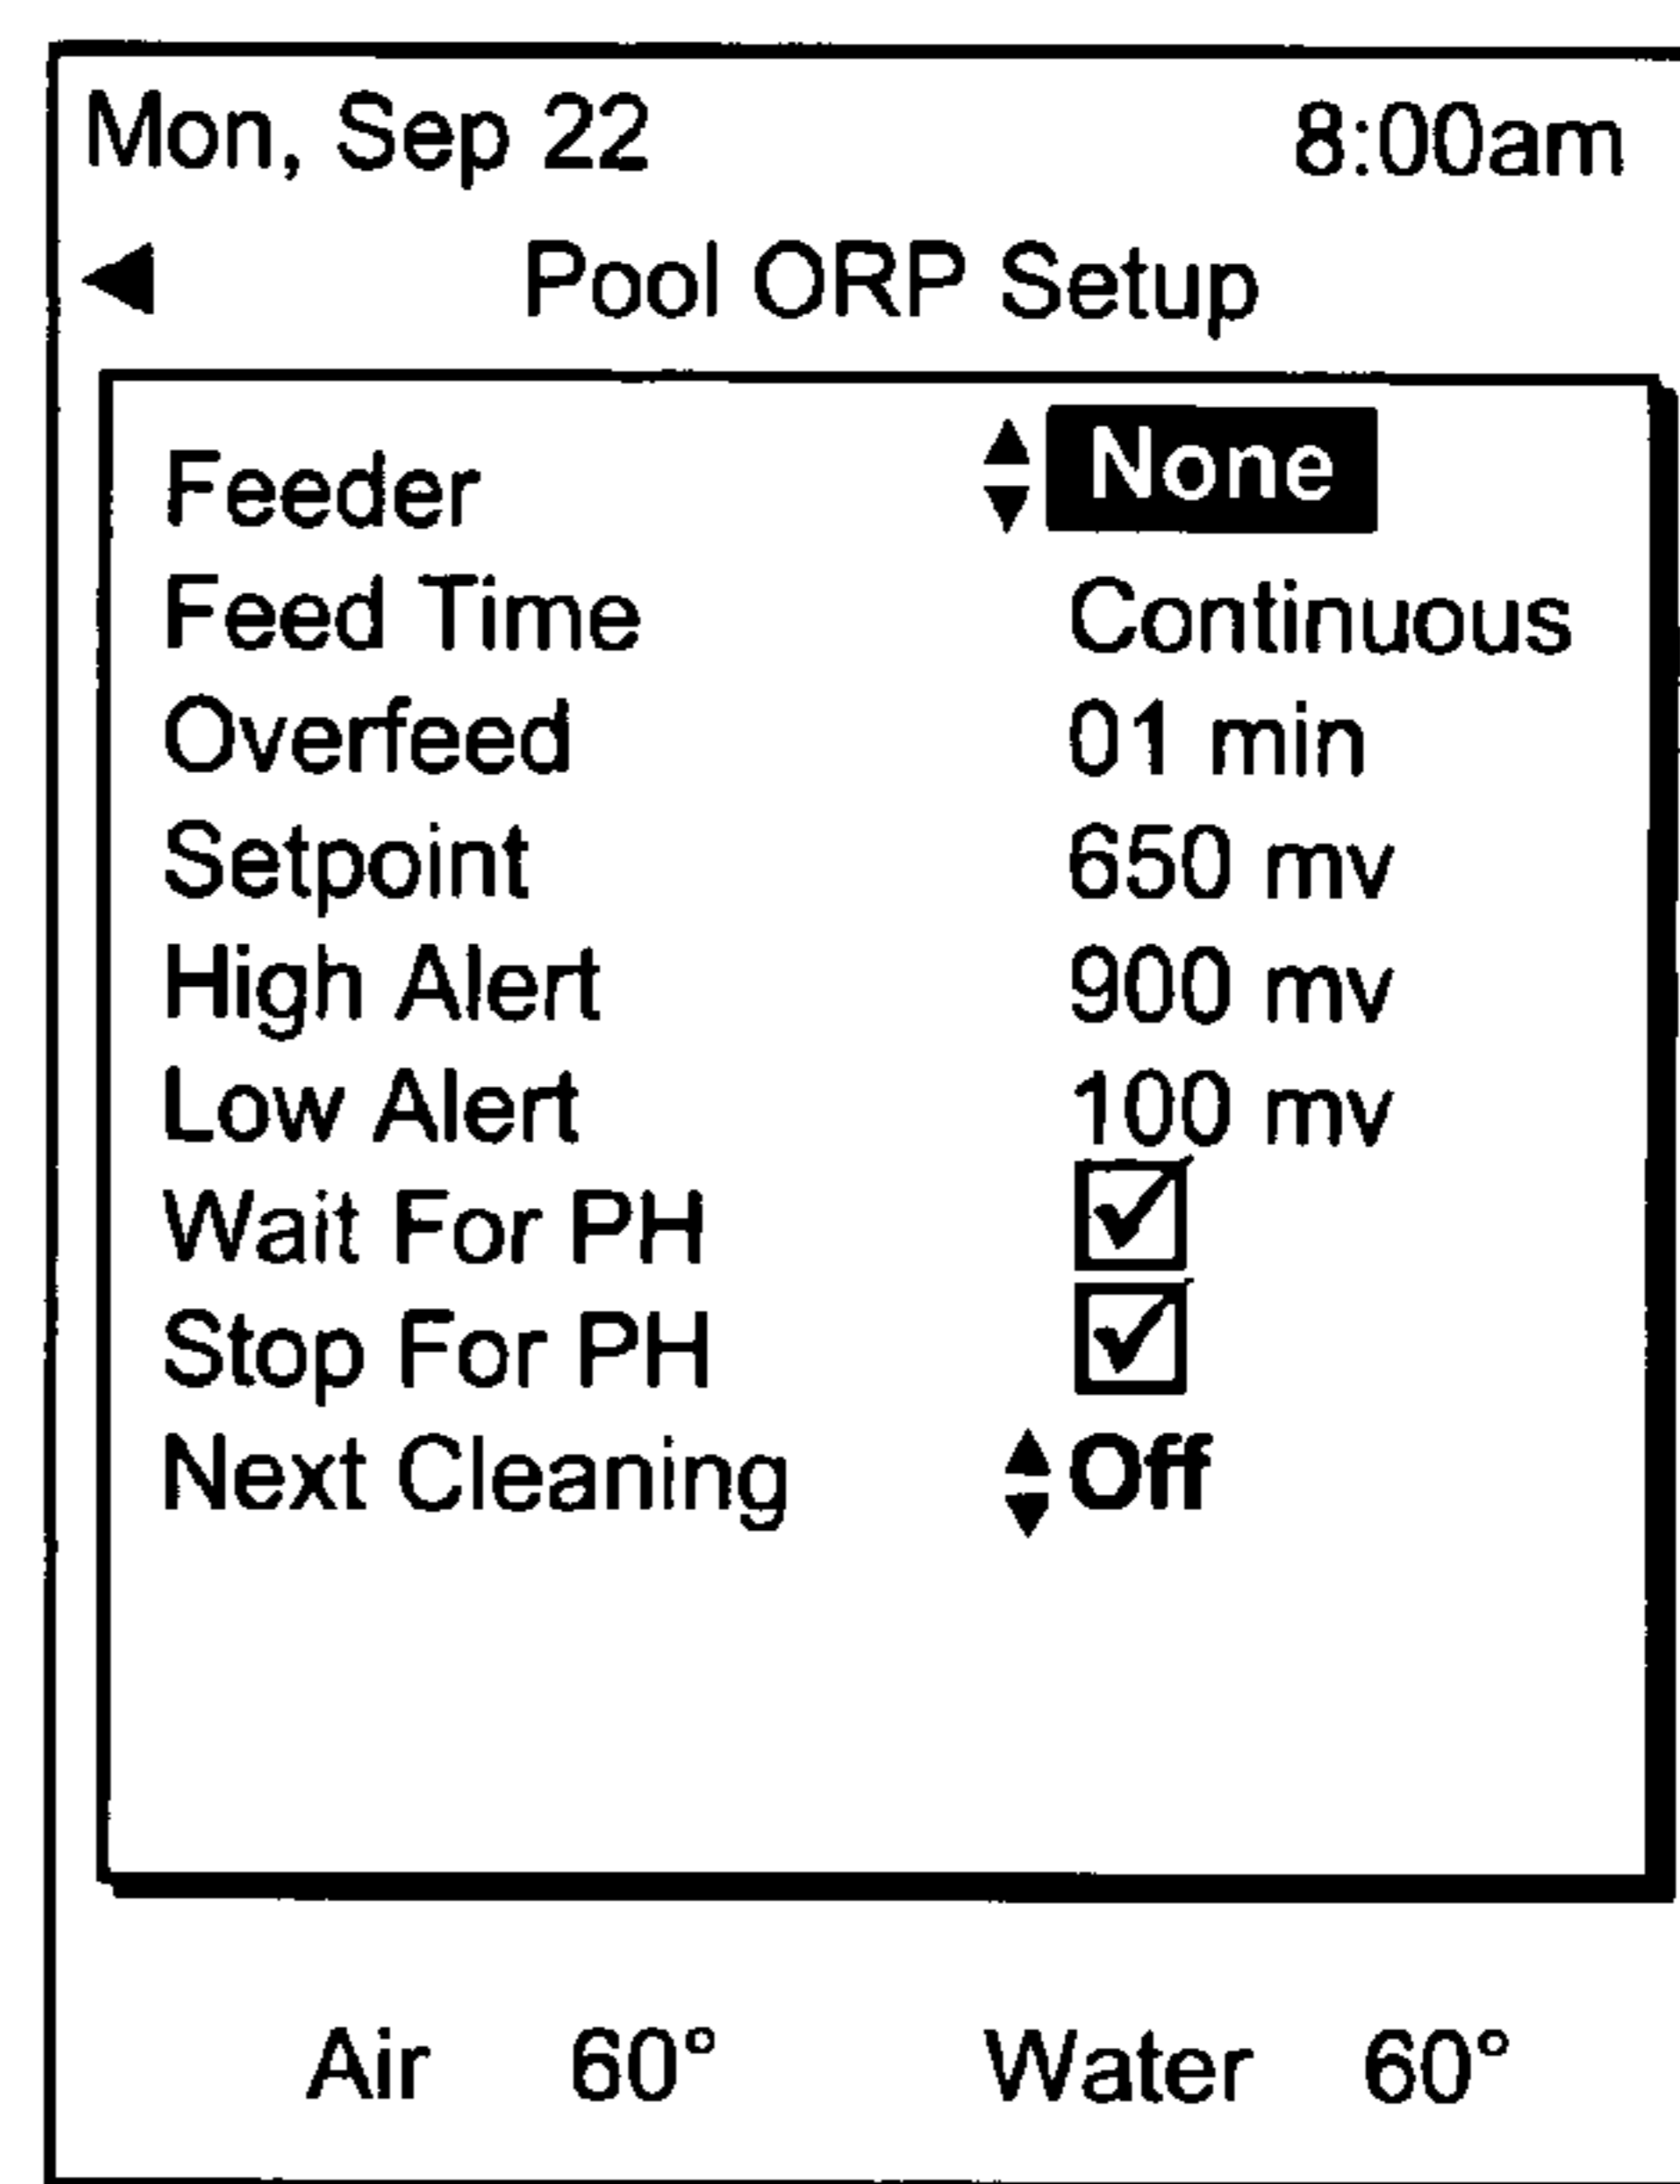 Mon, Sep 22 8:00am
Pool ORP Setup
Feeder None
Feed Time Continuous
Overfeed 01 min
Setpoint 650 mv
High Alert 900 mv
Low Alert 100 mv
Wait For PH
Stop For PH
Next Cleaning Off
Air 60° Water 60°